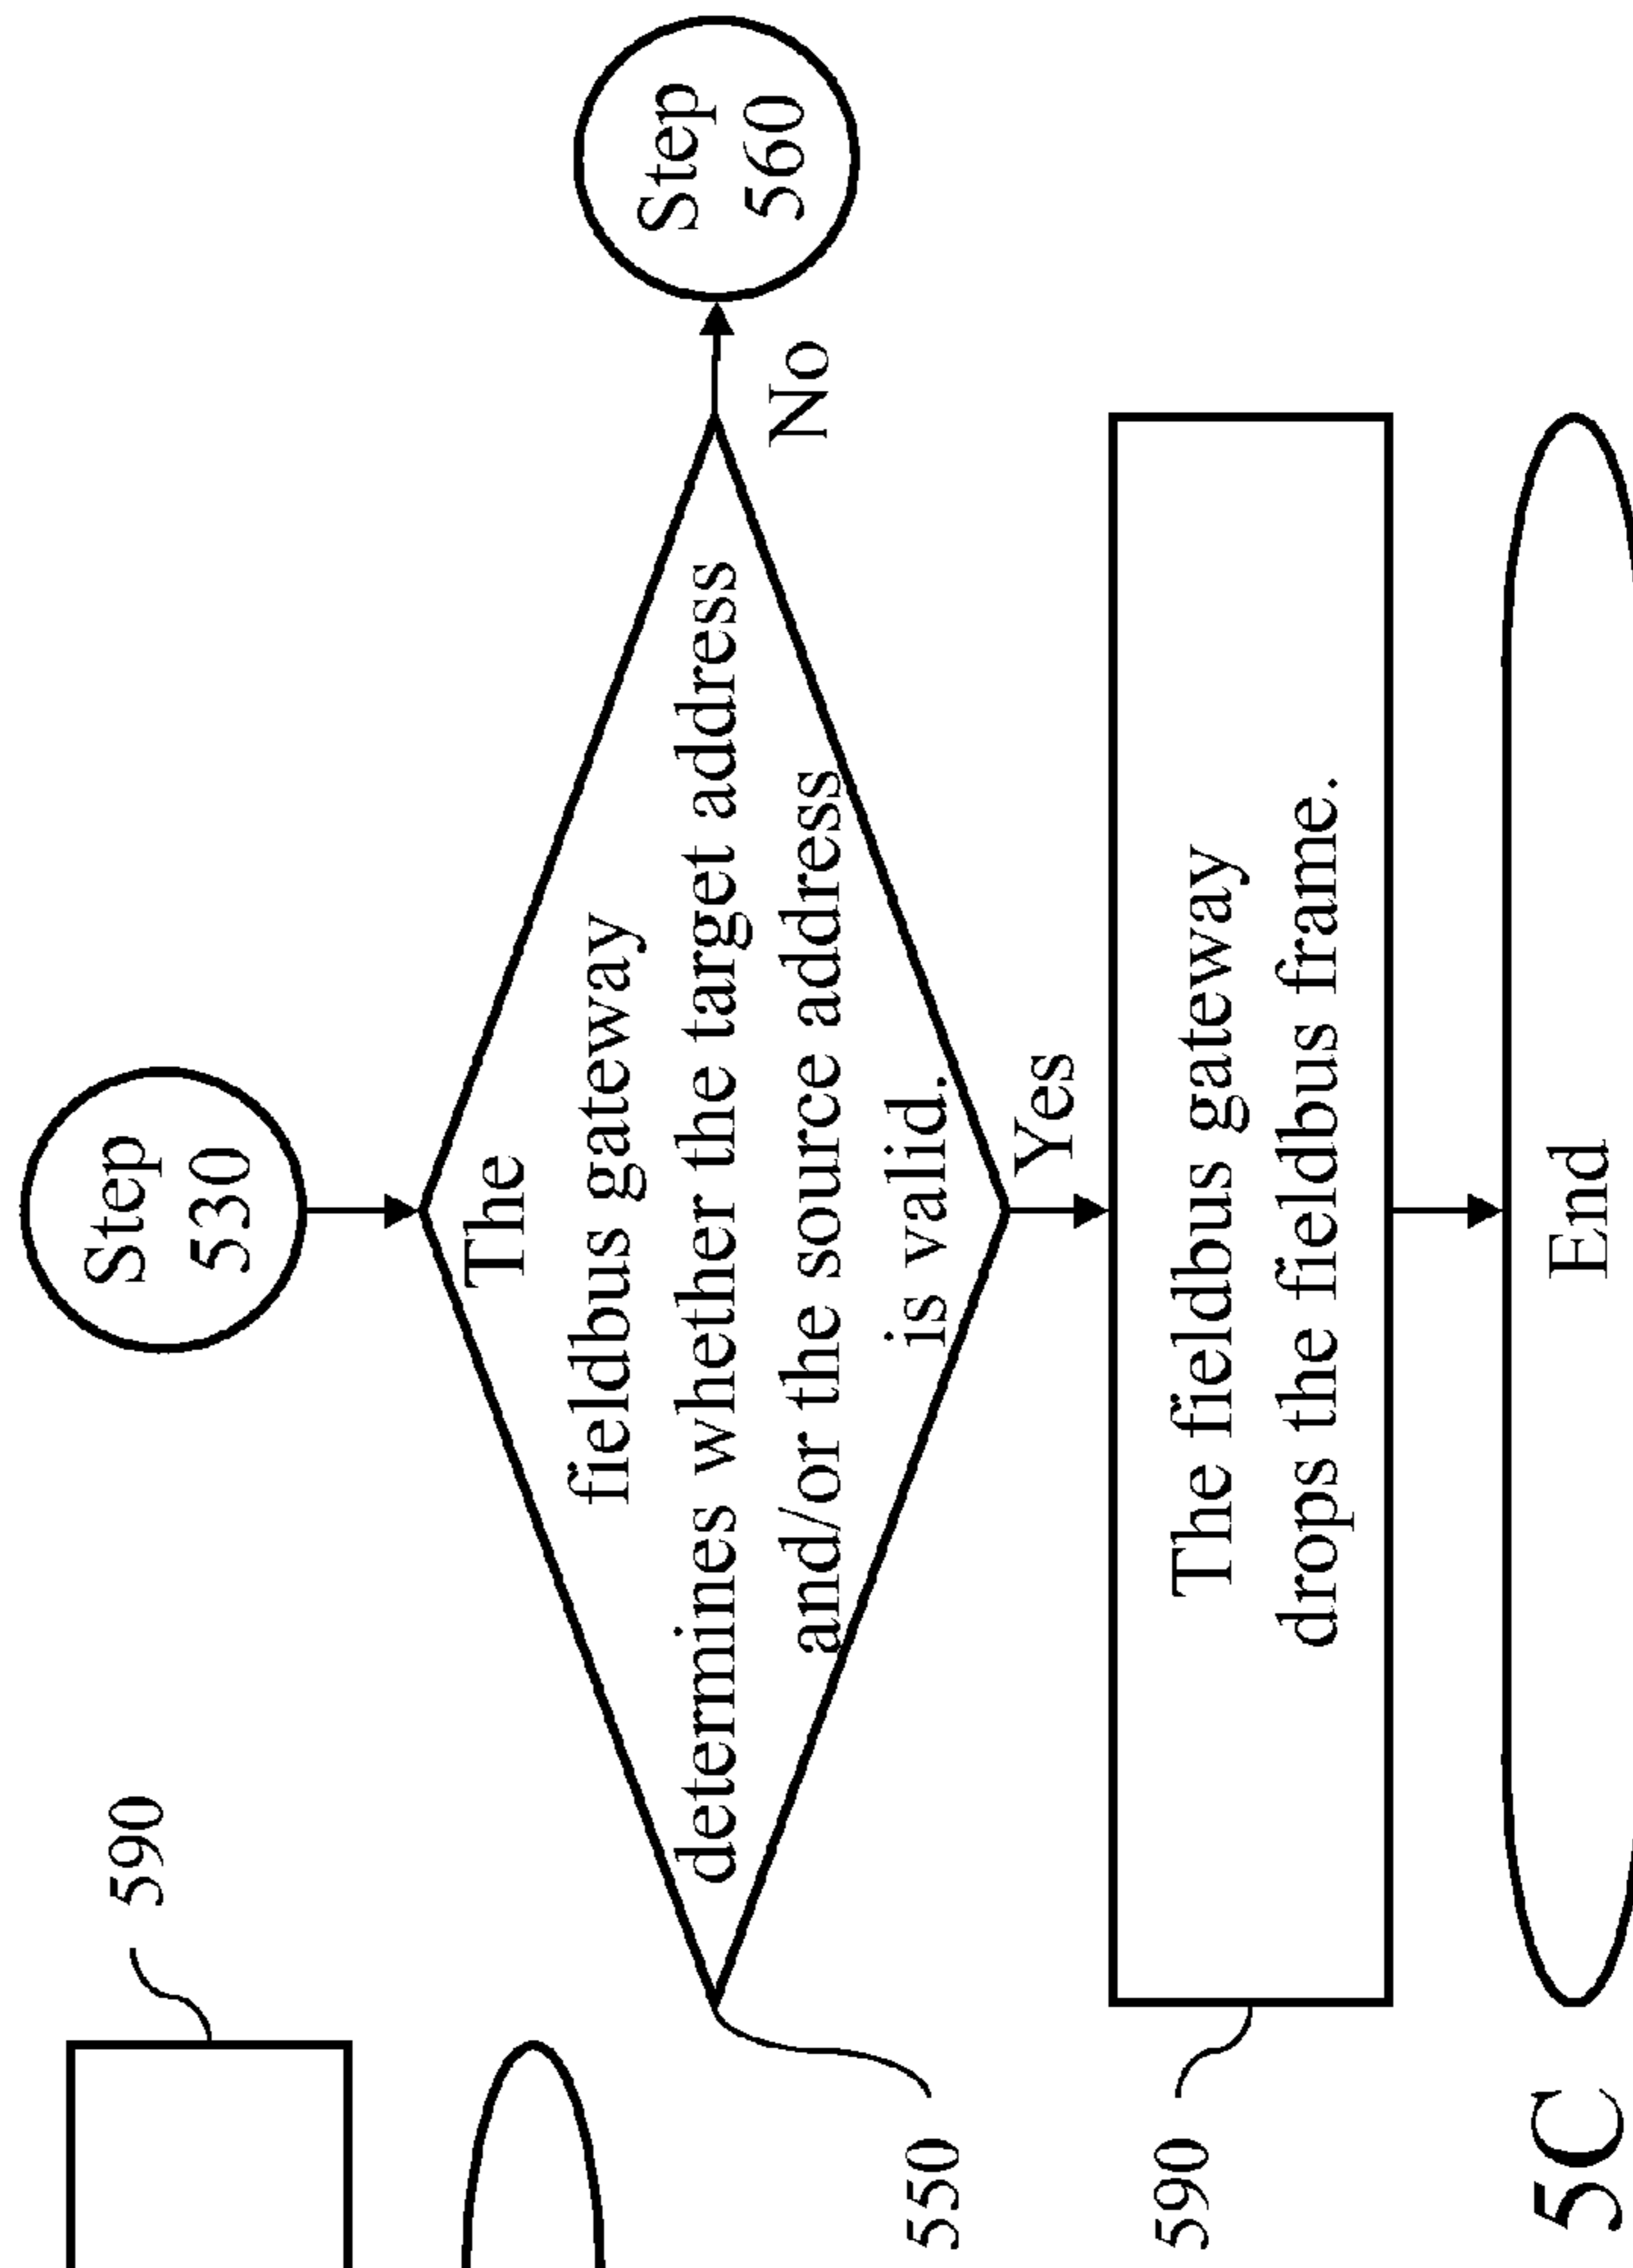 Step
530
The
fieldbus gateway
determines whether the target address
and/or the source address
is valid.
No
Step
560
Yes
The fieldbus gateway
drops the fieldbus frame.
End
590
550
590
5C